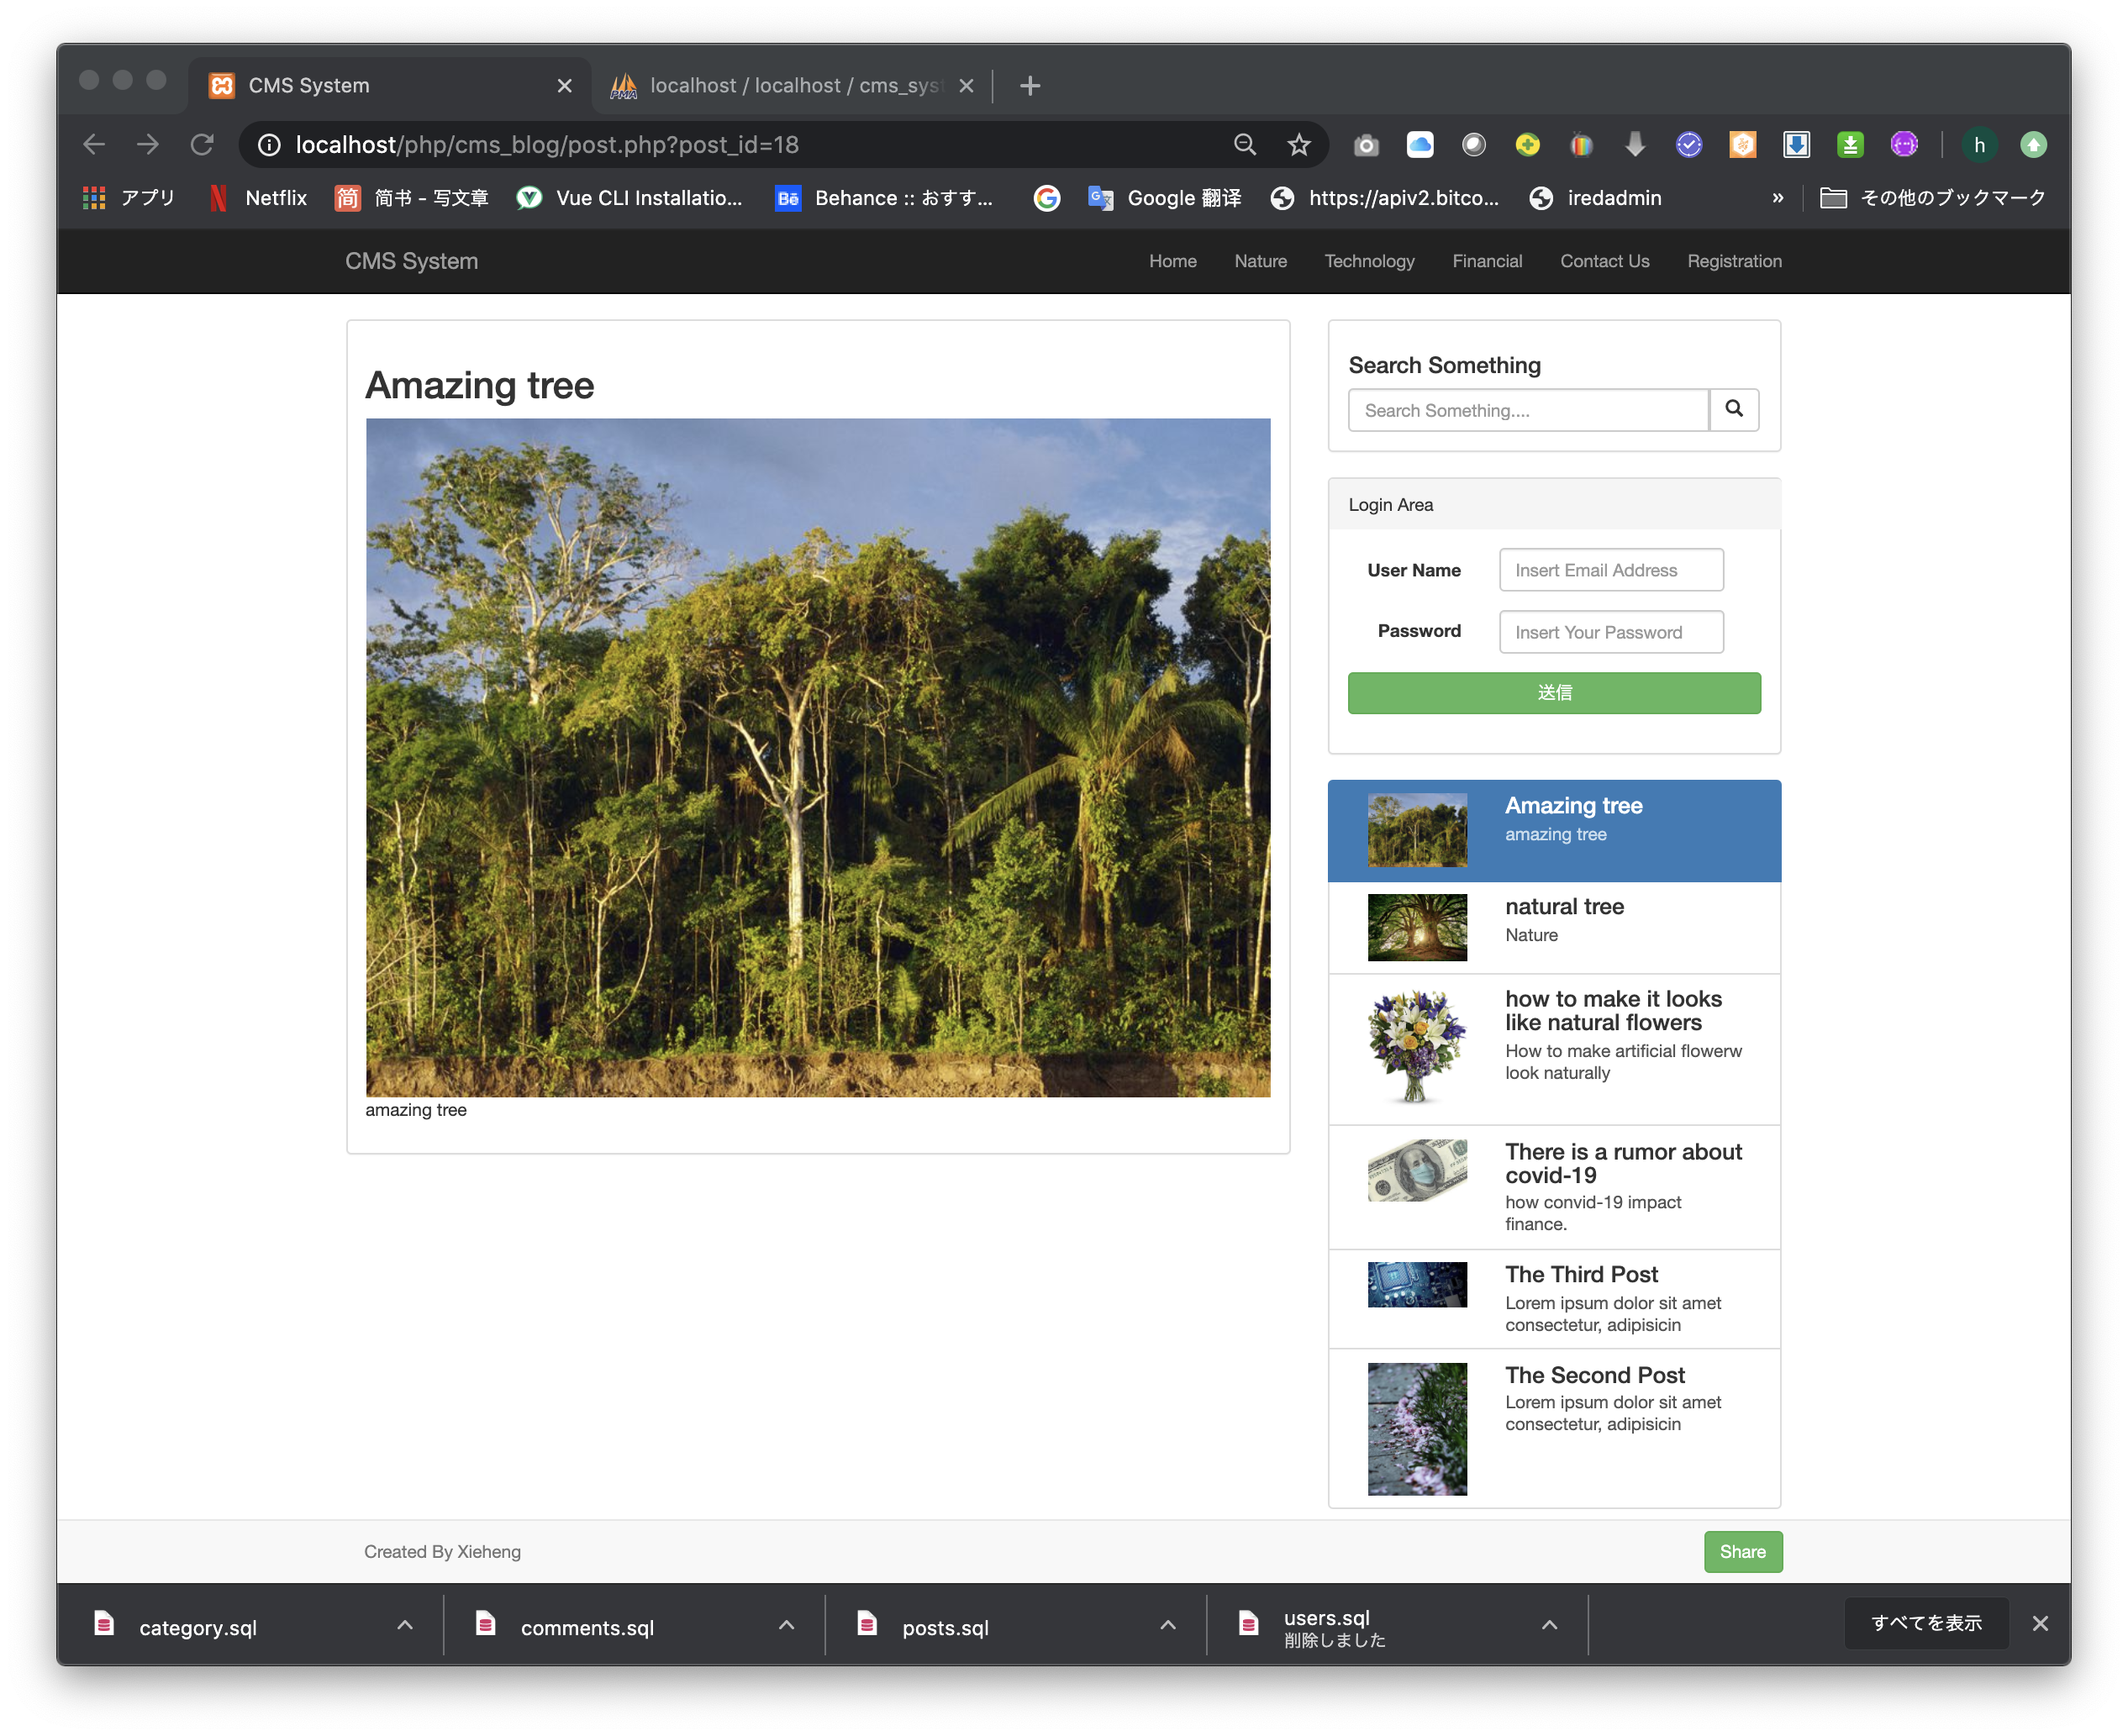 CMS System
localhost / localhost / cms_syst
localhost/php/cms_blog/post.php?post_id=18
h
アプリ
Netflix
简 简书 - 写文章
Vue CLI Installatio...
Bē Behance :: おすす...
Google 翻译
https://apiv2.bitco...
iredadmin
»
その他のブックマーク
CMS System
Home
Nature
Technology
Financial
Contact Us
Registration
Amazing tree
amazing tree
Search Something
Search Something....
Login Area
User Name
Insert Email Address
Password
Insert Your Password
送信
Amazing tree
amazing tree
natural tree
Nature
how to make it looks
like natural flowers
How to make artificial flowerw
look naturally
There is a rumor about
covid-19
how convid-19 impact
finance.
The Third Post
Lorem ipsum dolor sit amet
consectetur, adipisicin
The Second Post
Lorem ipsum dolor sit amet
consectetur, adipisicin
Created By Xieheng
Share
category.sql
comments.sql
posts.sql
users.sql
削除しました
すべてを表示